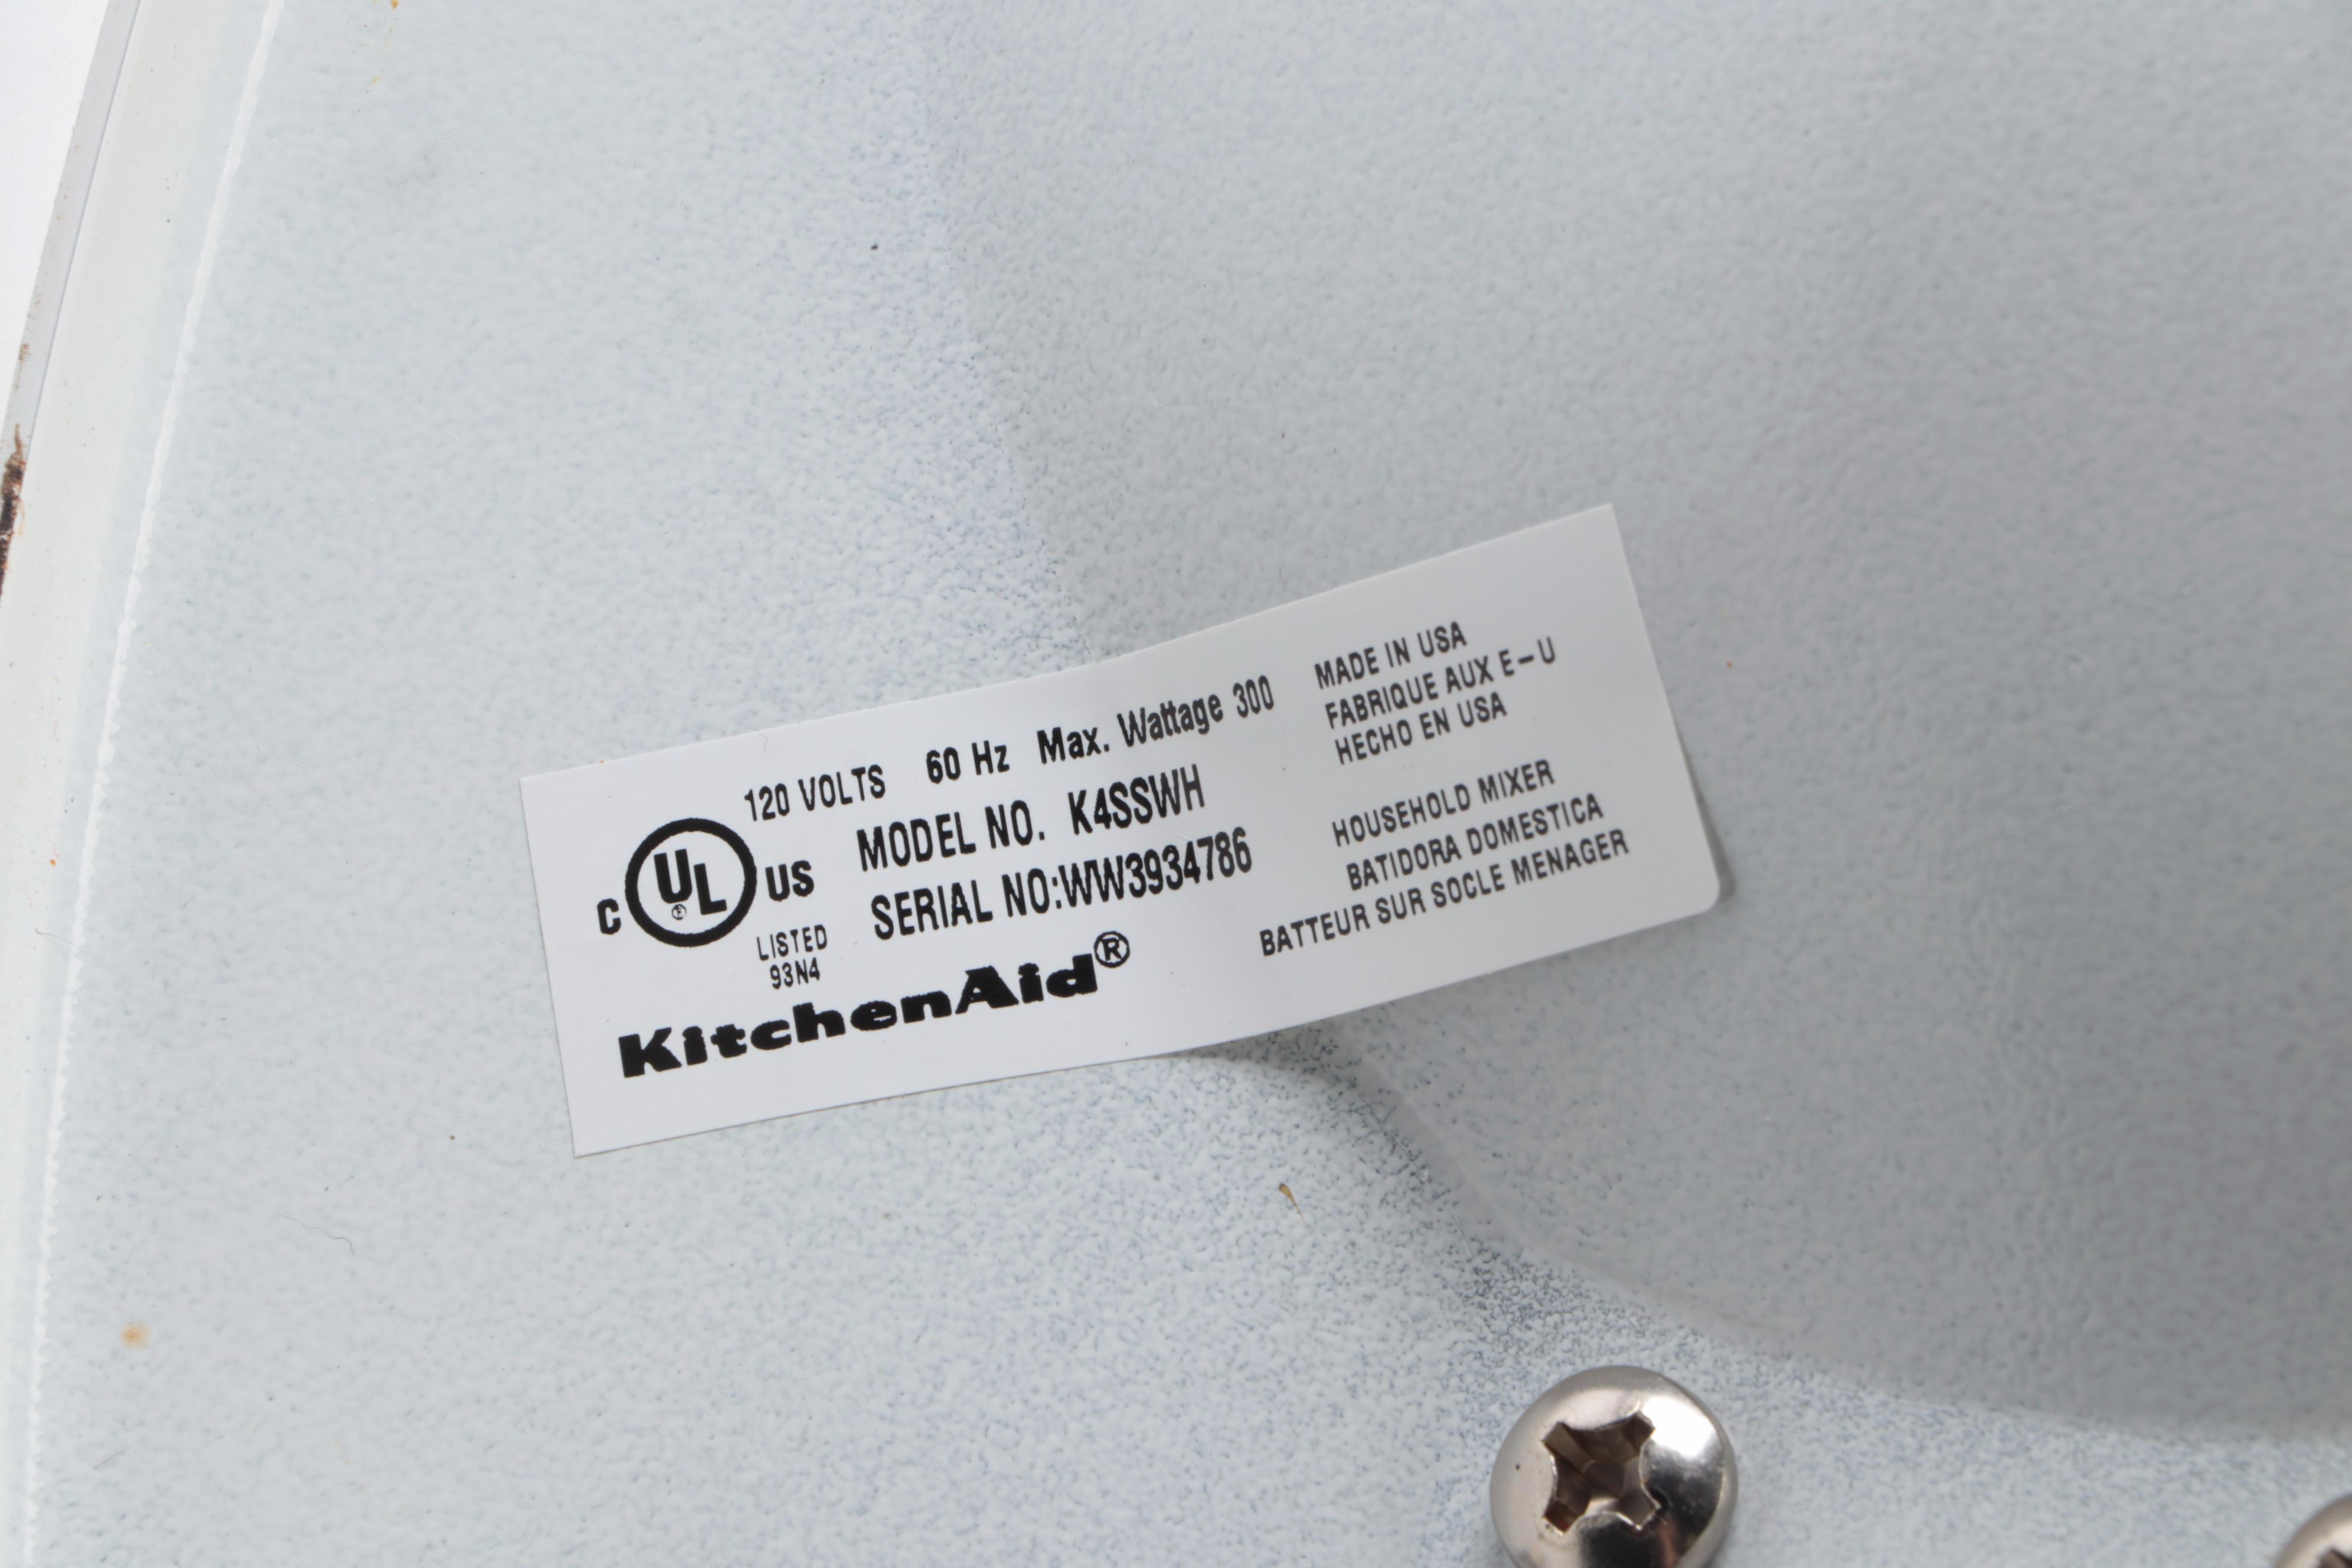 120 VOLTS 60 Hz Max. Wattage 300
MODEL NO. K4SSWH
SERIAL NO:WW3934786
C UL® US
LISTED
93N4
KitchenAid®
MADE IN USA
FABRIQUE AUX E-U
HECHO EN USA
HOUSEHOLD MIXER
BATIDORA DOMESTICA
BATTEUR SUR SOCLE MENAGER